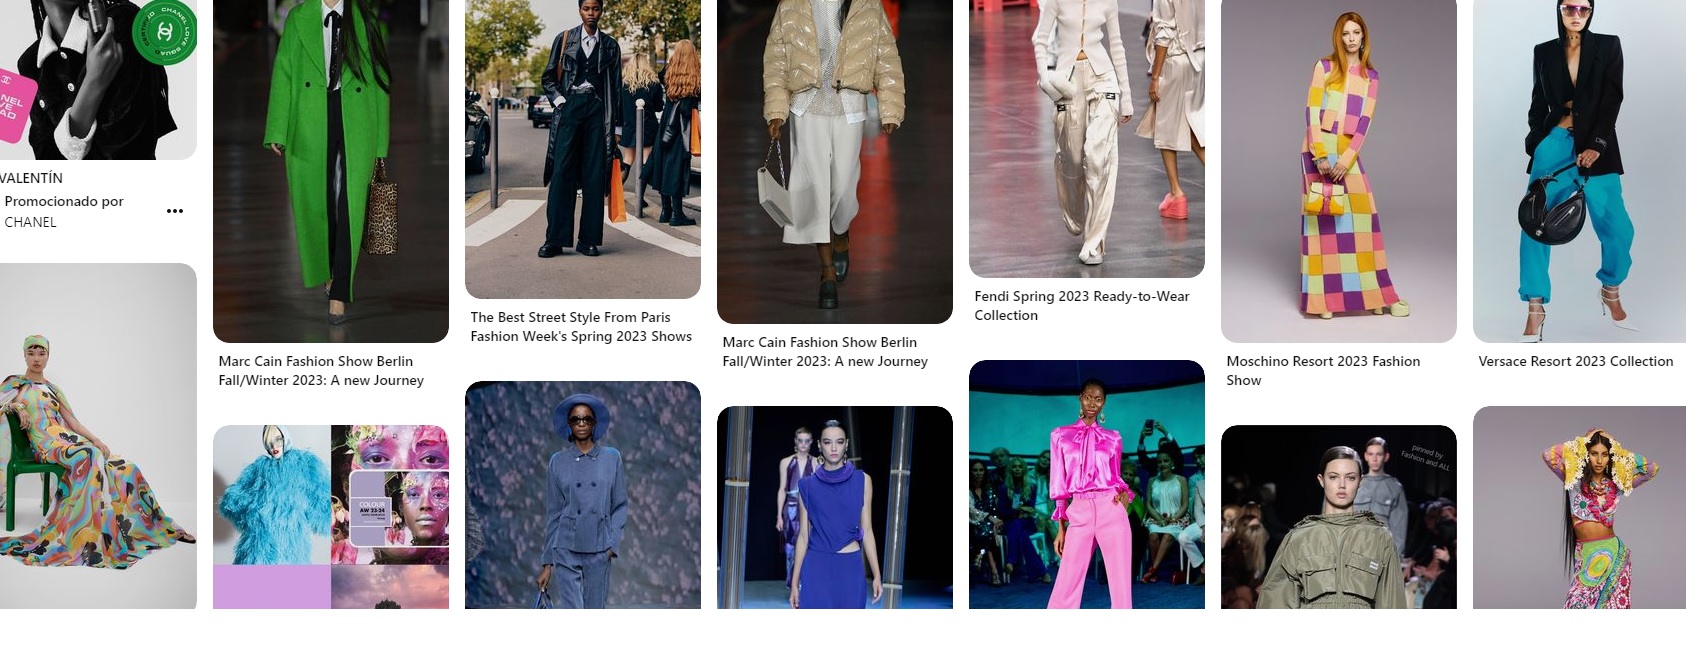 CHANEL LOVE SQUAD
VALENTÍN
Promocionado por
CHANEL
Marc Cain Fashion Show Berlin
Fall/Winter 2023: A new Journey
The Best Street Style From Paris
Fashion Week's Spring 2023 Shows
Marc Cain Fashion Show Berlin
Fall/Winter 2023: A new Journey
Fendi Spring 2023 Ready-to-Wear
Collection
Moschino Resort 2023 Fashion
Show
Versace Resort 2023 Collection
COLOUR
AW 23-24
pinned by
Fashion and ALL